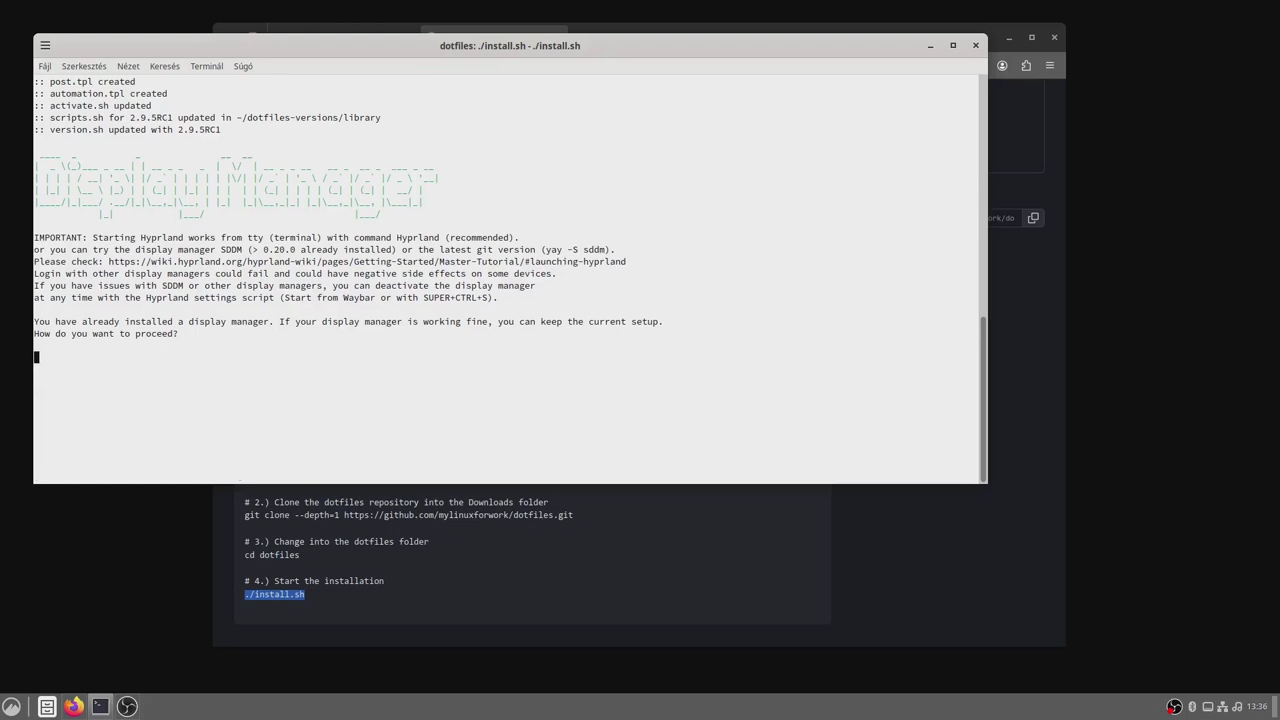 dotfiles: ./install.sh - ./install.sh
Fájl Szerkesztés Nézet Keresés Terminál Súgó
:: post.tpl created
:: automation.tpl created
:: activate.sh updated
:: scripts.sh for 2.9.5RC1 updated in ~/dotfiles-versions/library
:: version.sh updated with 2.9.5RC1
Display Manager
IMPORTANT: Starting Hyprland works from tty (terminal) with command Hyprland (recommended).
or you can try the display manager SDDM (> 0.20.0 already installed) or the latest git version (yay -S sddm).
Please check: https://wiki.hyprland.org/hyprland-wiki/pages/Getting-Started/Master-Tutorial/#launching-hyprland
Login with other display managers could fail and could have negative side effects on some devices.
If you have issues with SDDM or other display managers, you can deactivate the display manager
at any time with the Hyprland settings script (Start from Waybar or with SUPER+CTRL+S).
You have already installed a display manager. If your display manager is working fine, you can keep the current setup.
How do you want to proceed?
work/do
# 2.) Clone the dotfiles repository into the Downloads folder
git clone --depth=1 https://github.com/mylinuxforwork/dotfiles.git
# 3.) Change into the dotfiles folder
cd dotfiles
# 4.) Start the installation
./install.sh
13:36